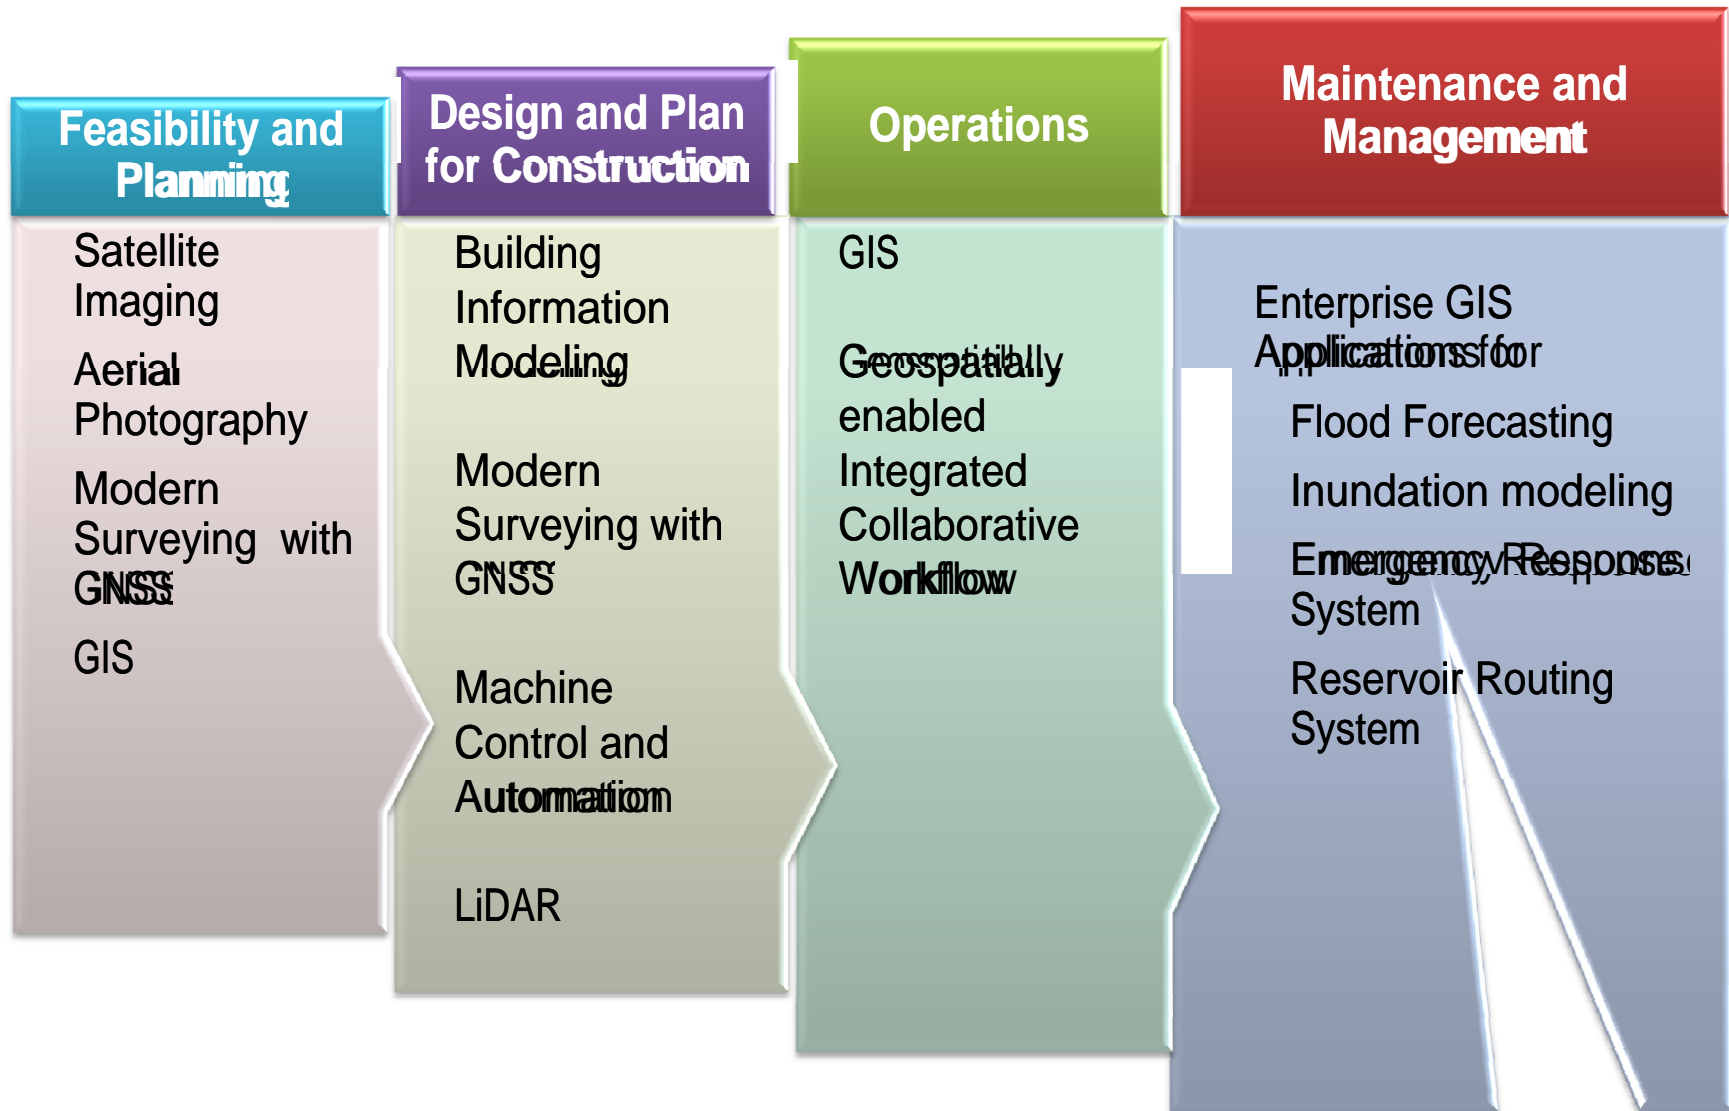 Feasibility and
Planning
Satellite
Imaging
Aerial
Photography
Modern
Surveying with
GNSS
GIS
Design and Plan
for Construction
Building
Information
Modeling
Modern
Surveying with
GNSS
Machine
Control and
Automation
LiDAR
Operations
GIS
Geospatially
enabled
Integrated
Collaborative
Workflow
Maintenance and
Management
Enterprise GIS
Applications for
Flood Forecasting
Inundation modeling
Emergency Response
System
Reservoir Routing
System